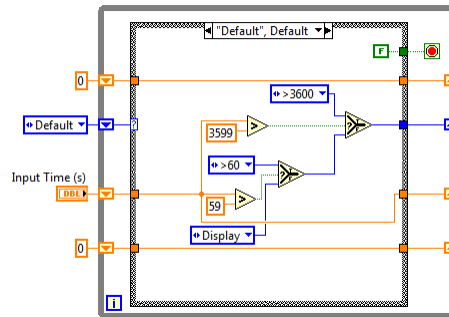 "Default", Default
F
0
>3600
Default
?
3599
>
?
>60
?
Input Time (s)
DBL
59
>
Display
0
i